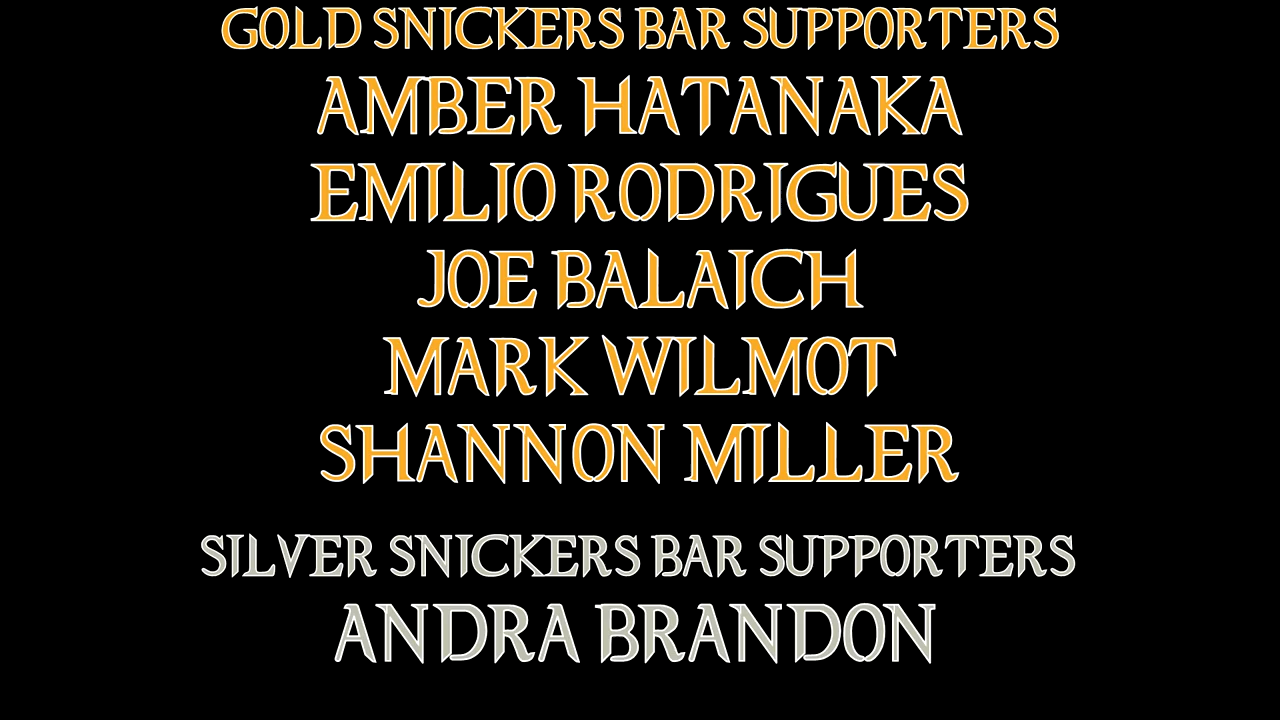 GOLD SNICKERS BAR SUPPORTERS
AMBER HATANAKA
EMILIO RODRIGUES
JOE BALAICH
MARK WILMOT
SHANNON MILLER
SILVER SNICKERS BAR SUPPORTERS
ANDRA BRANDON